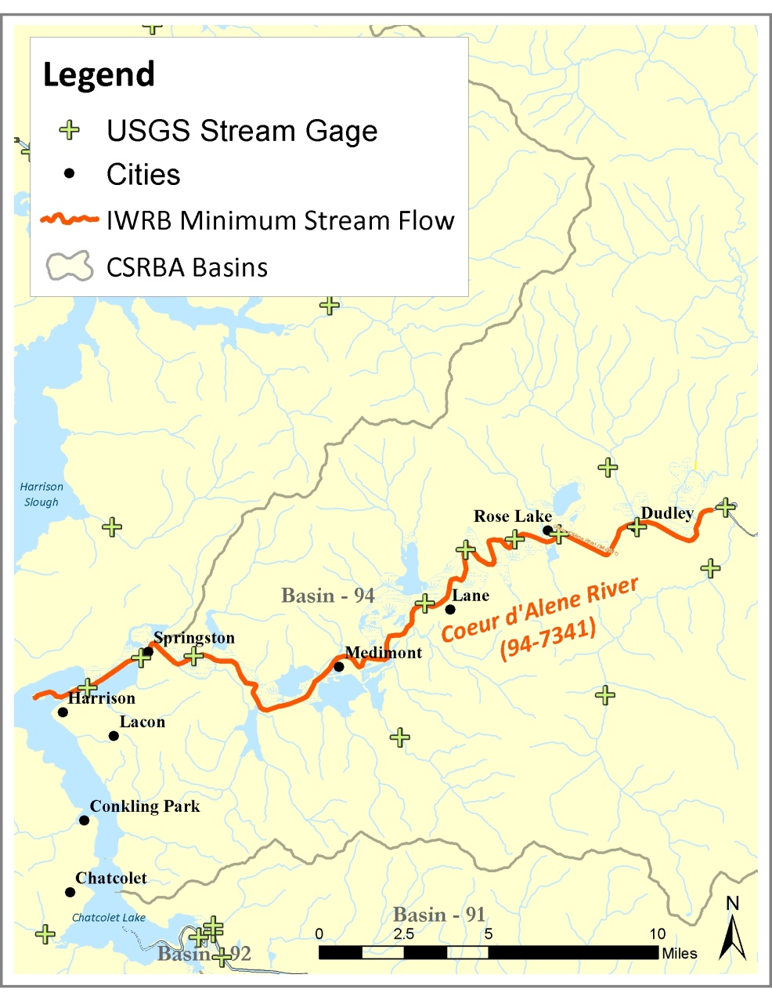 Legend
USGS Stream Gage
Cities
IWRB Minimum Stream Flow
CSRBA Basins
Harrison
Slough
Rose Lake
Dudley
Basin - 94
Lane
Coeur d'Alene River
(94-7341)
Springston
Medimont
Harrison
Lacon
Conkling Park
Chatcolet
Chatcolet Lake
Basin - 91
Basin - 92
N
0 2.5 5 10
Miles